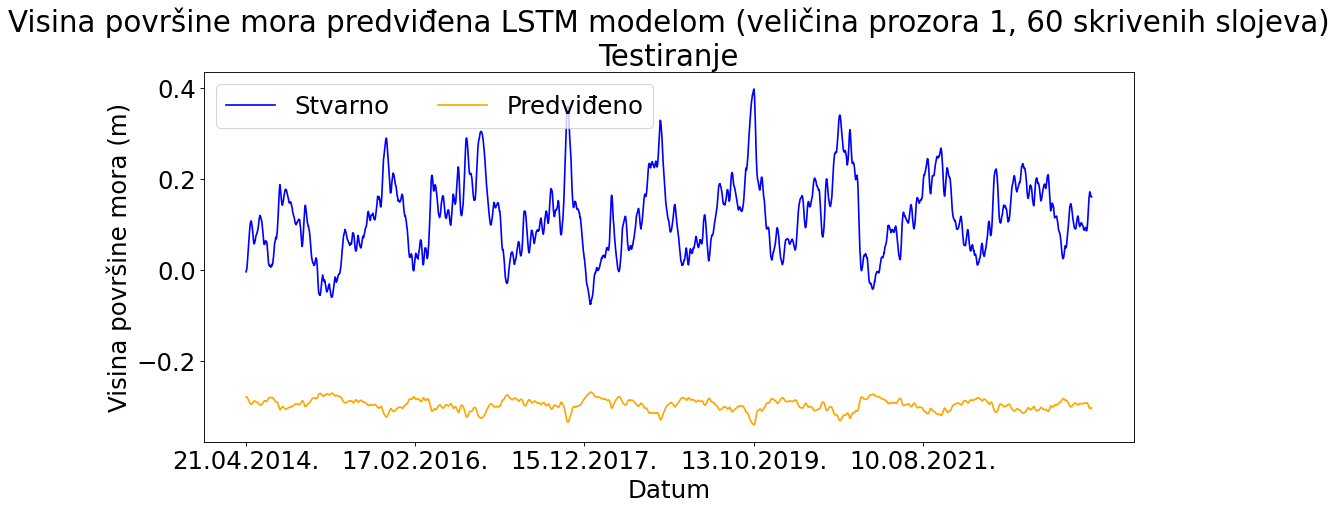 Visina površine mora predviđena LSTM modelom (veličina prozora 1, 60 skrivenih slojeva)
Testiranje
Stvarno Predviđeno
Visina površine mora (m)
0.4
0.2
0.0
−0.2
21.04.2014. 17.02.2016. 15.12.2017. 13.10.2019. 10.08.2021.
Datum